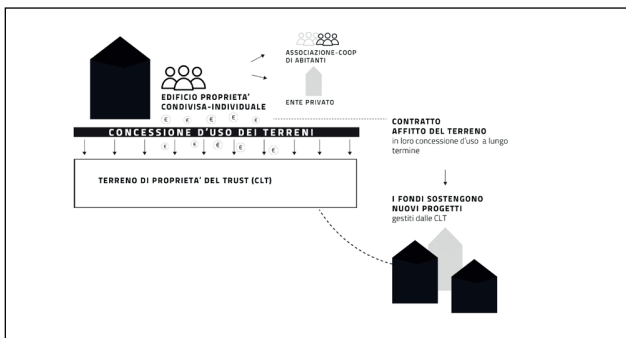 ASSOCIAZIONE-COOP
DI ABITANTI
EDIFICIO PROPRIETA'
CONDIVISA-INDIVIDUALE
ENTE PRIVATO
€ € € € €
CONCESSIONE D'USO DEI TERRENI
€ € € € €
TERRENO DI PROPRIETA' DEL TRUST (CLT)
CONTRATTO
AFFITTO DEL TERRENO
in loro concessione d'uso a lungo
termine
I FONDI SOSTENGONO
NUOVI PROGETTI
gestiti dalle CLT